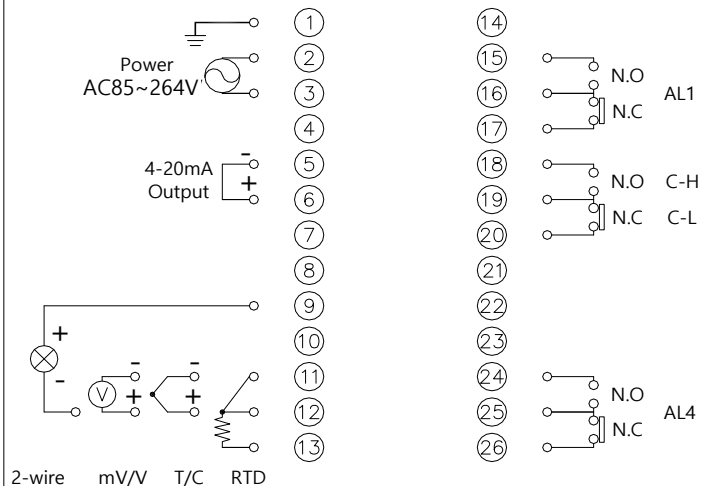 ① ⑭
② ⑮
Power
AC85~264V
③ ⑯
N.O
N.C
AL1
④ ⑰
4-20mA
Output
-
+
⑤ ⑱
⑥ ⑲
N.O C-H
N.C C-L
⑦ ⑳
⑧ ㉑
⑨ ㉒
⑩ ㉓
+
-
V
-
+
-
+
⑪ ㉔
⑫ ㉕
N.O
N.C
AL4
⑬ ㉖
2-wire mV/V T/C RTD